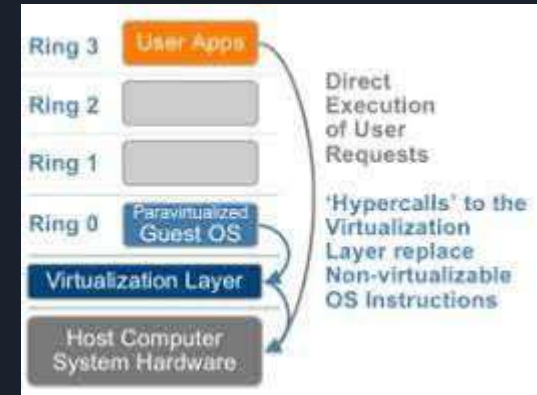 Ring 3
User Apps
Ring 2
Ring 1
Ring 0
Paravirtualized
Guest OS
Virtualization Layer
Host Computer
System Hardware
Direct
Execution
of User
Requests
‘Hypercalls’ to the
Virtualization
Layer replace
Non-virtualizable
OS Instructions